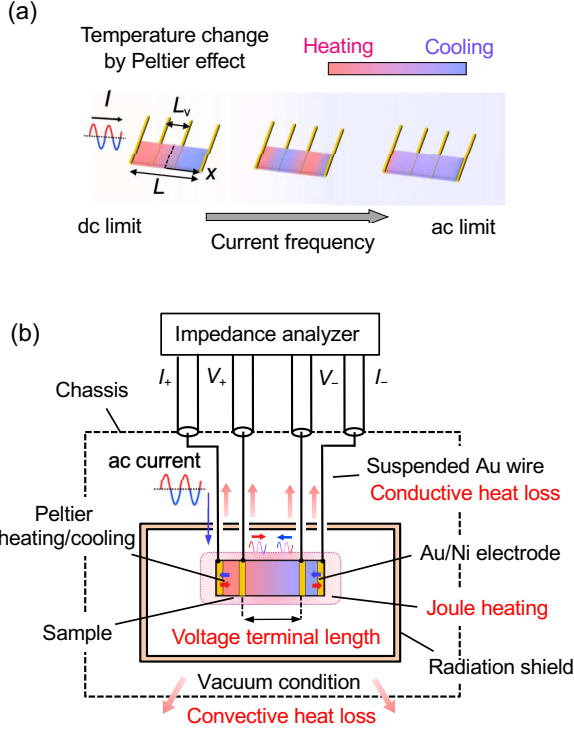 (a)
Temperature change
by Peltier effect
Heating
Cooling
I
Lv
L
x
dc limit
ac limit
Current frequency
(b)
Impedance analyzer
I+
V+
V−
I−
Chassis
ac current
Suspended Au wire
Conductive heat loss
Peltier
heating/cooling
Au/Ni electrode
Sample
Joule heating
Voltage terminal length
Radiation shield
Vacuum condition
Convective heat loss